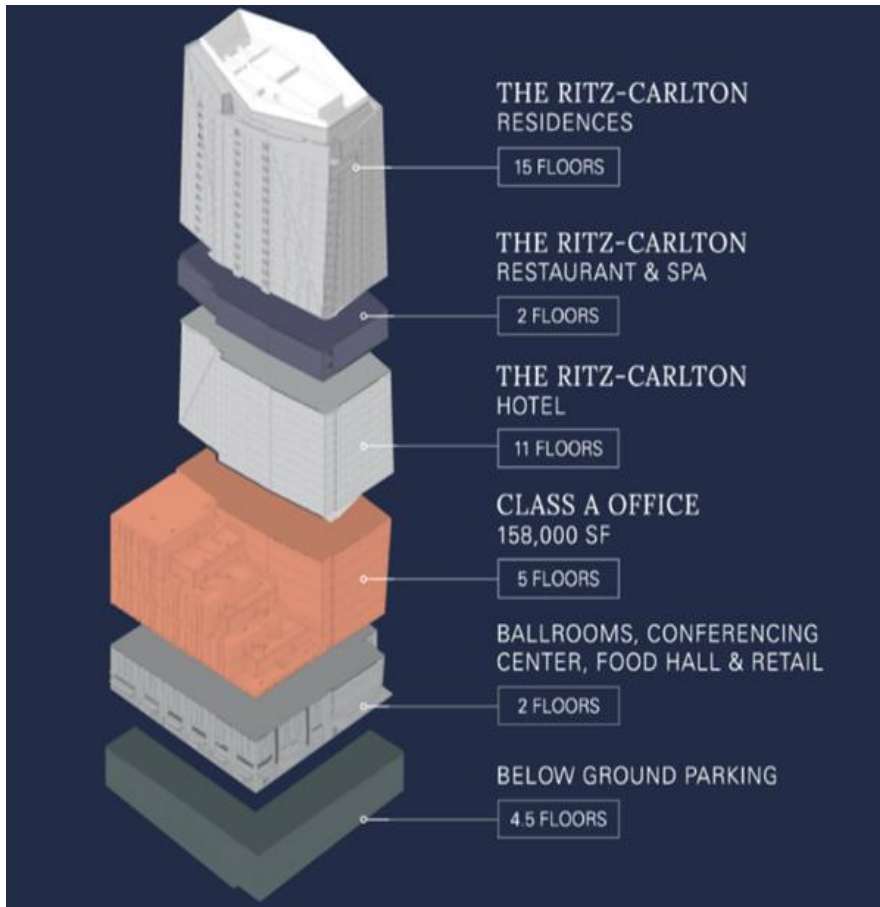 THE RITZ-CARLTON
RESIDENCES
15 FLOORS
THE RITZ-CARLTON
RESTAURANT & SPA
2 FLOORS
THE RITZ-CARLTON
HOTEL
11 FLOORS
CLASS A OFFICE
158,000 SF
5 FLOORS
BALLROOMS, CONFERENCING
CENTER, FOOD HALL & RETAIL
2 FLOORS
BELOW GROUND PARKING
4.5 FLOORS